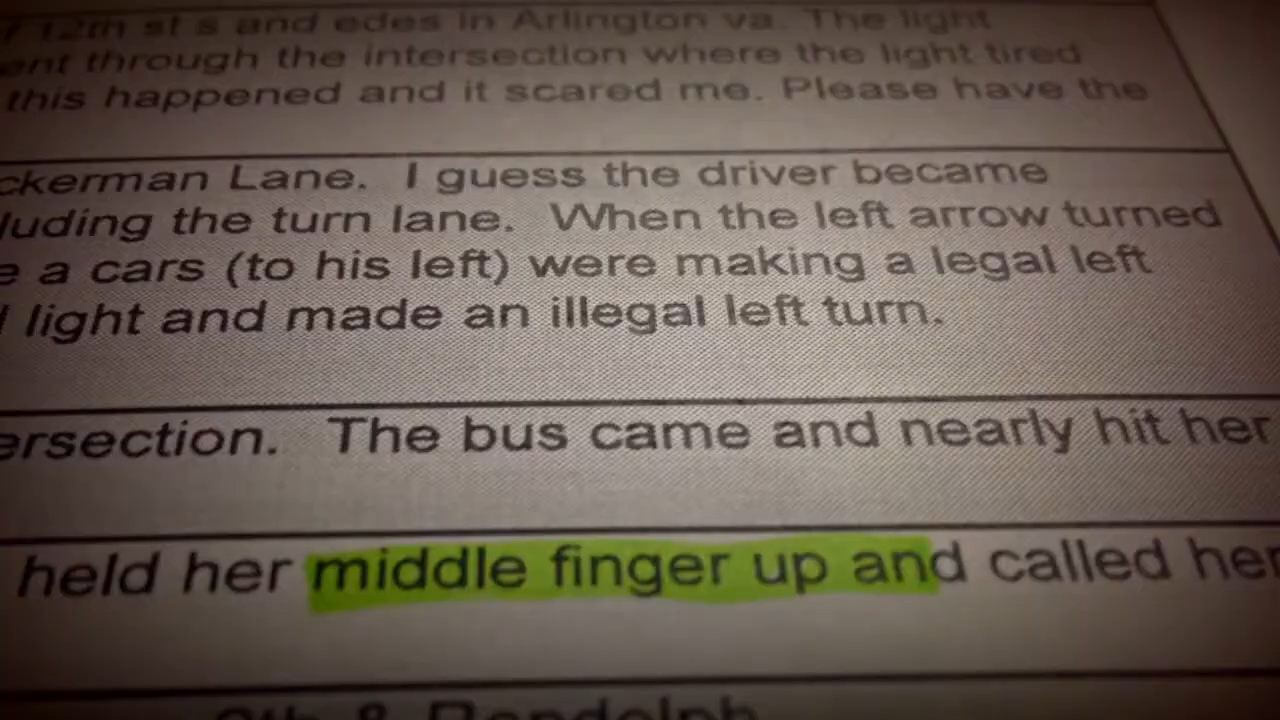 12th st s and edes in Arlington va. The light
ent through the intersection where the light tired
this happened and it scared me. Please have the
ckerman Lane. I guess the driver became
luding the turn lane. When the left arrow turned
e a cars (to his left) were making a legal left
light and made an illegal left turn.
ersection. The bus came and nearly hit her
held her middle finger up and called her
& Randolph